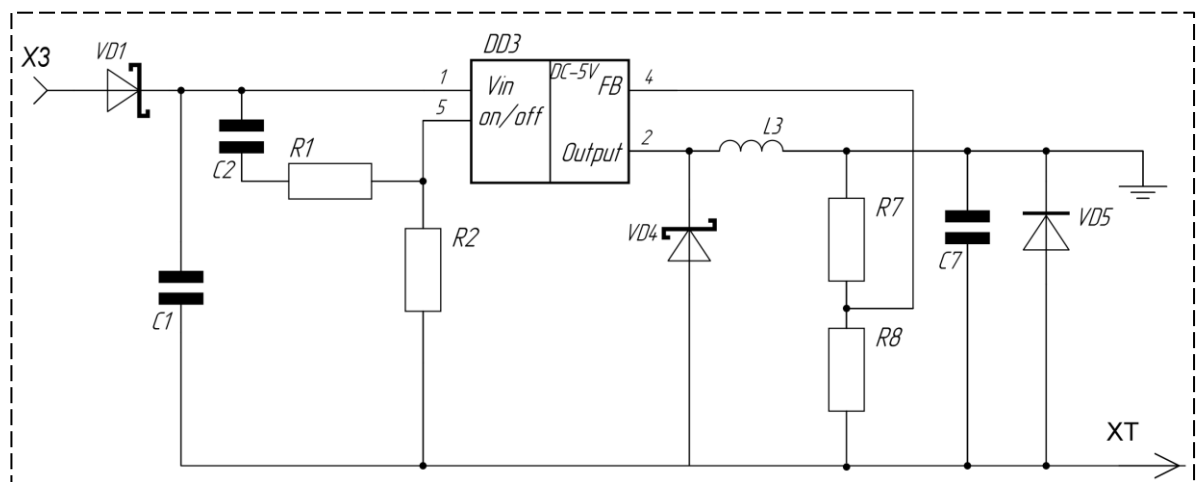 X3
VD1
DD3
1
Vin
DC-5V
FB
4
5
on/off
C2
R1
Output
2
L3
R2
VD4
R7
C7
VD5
C1
R8
XT